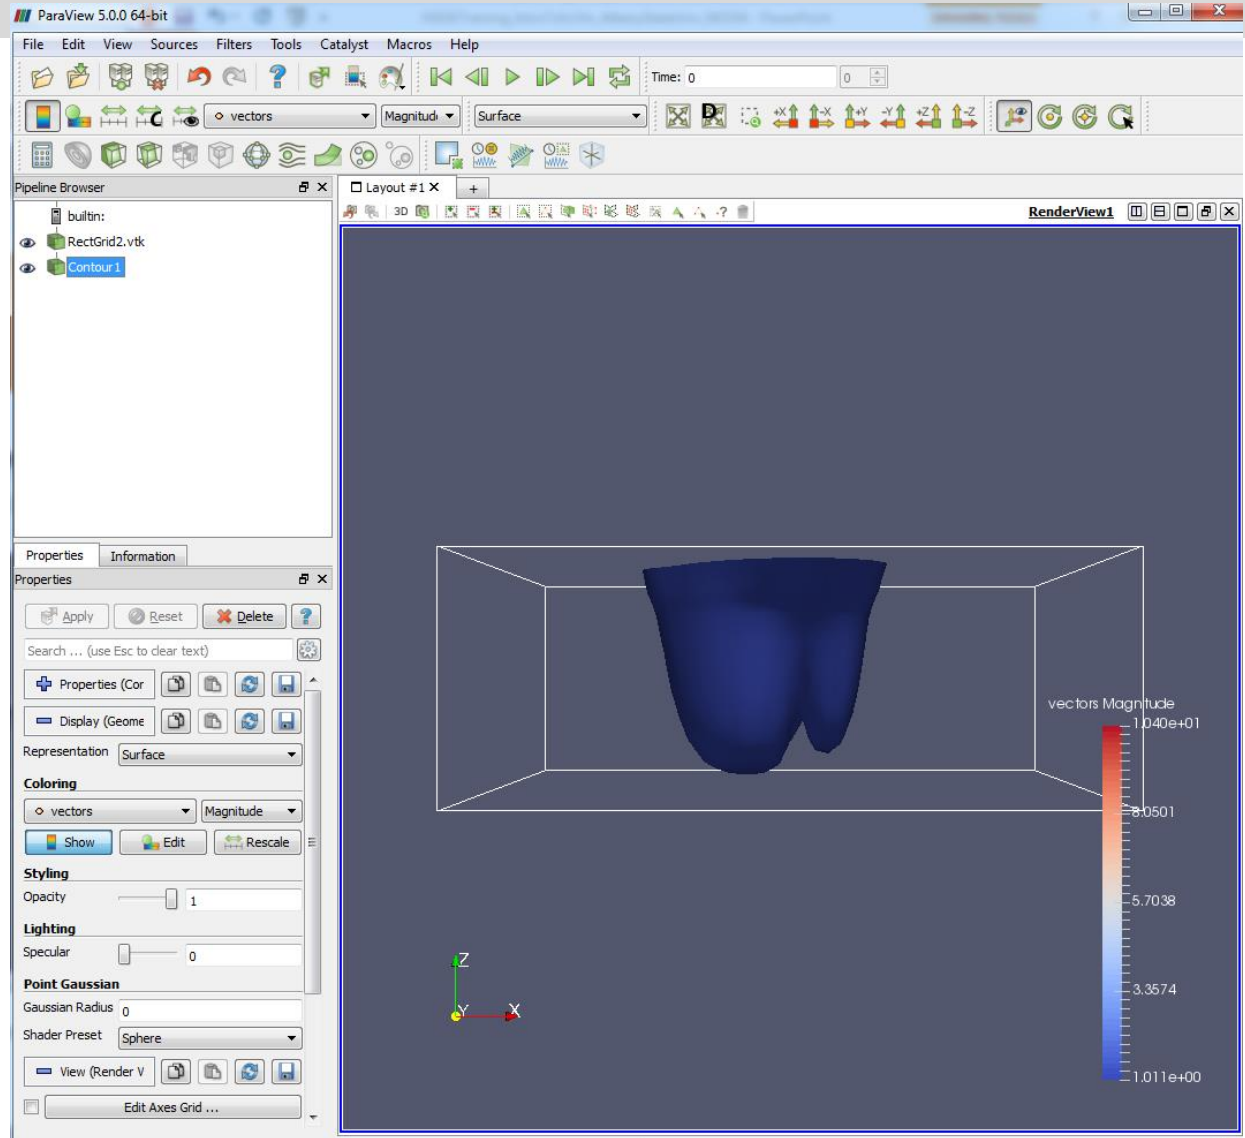 ParaView 5.0.0 64-bit
File Edit View Sources Filters Tools Catalyst Macros Help
Time: 0 0
vectors Magnitud Surface
Pipeline Browser
Layout #1
3D
RenderView1
builtin:
RectGrid2.vtk
Contour1
Properties Information
Properties
Apply Reset Delete
Search ... (use Esc to clear text)
Properties (Cor
Display (Geome
Representation Surface
Coloring
vectors Magnitude
Show Edit Rescale
Styling
Opacity 1
Lighting
Specular 0
Point Gaussian
Gaussian Radius 0
Shader Preset Sphere
View (Render V
Edit Axes Grid ...
vectors Magnitude
1.040e+01
8.0501
5.7038
3.3574
1.011e+00
Z
Y X